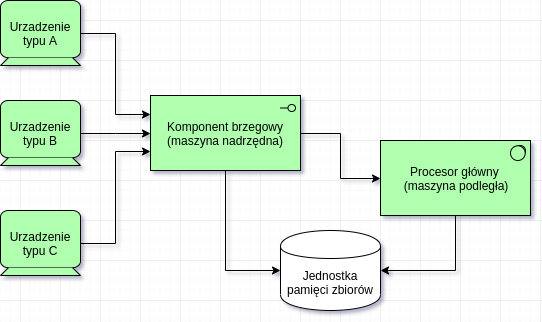 Urzadzenie
typu A
Urzadzenie
typu B
Komponent brzegowy
(maszyna nadrzędna)
Procesor główny
(maszyna podległa)
Urzadzenie
typu C
Jednostka
pamięci zbiorów